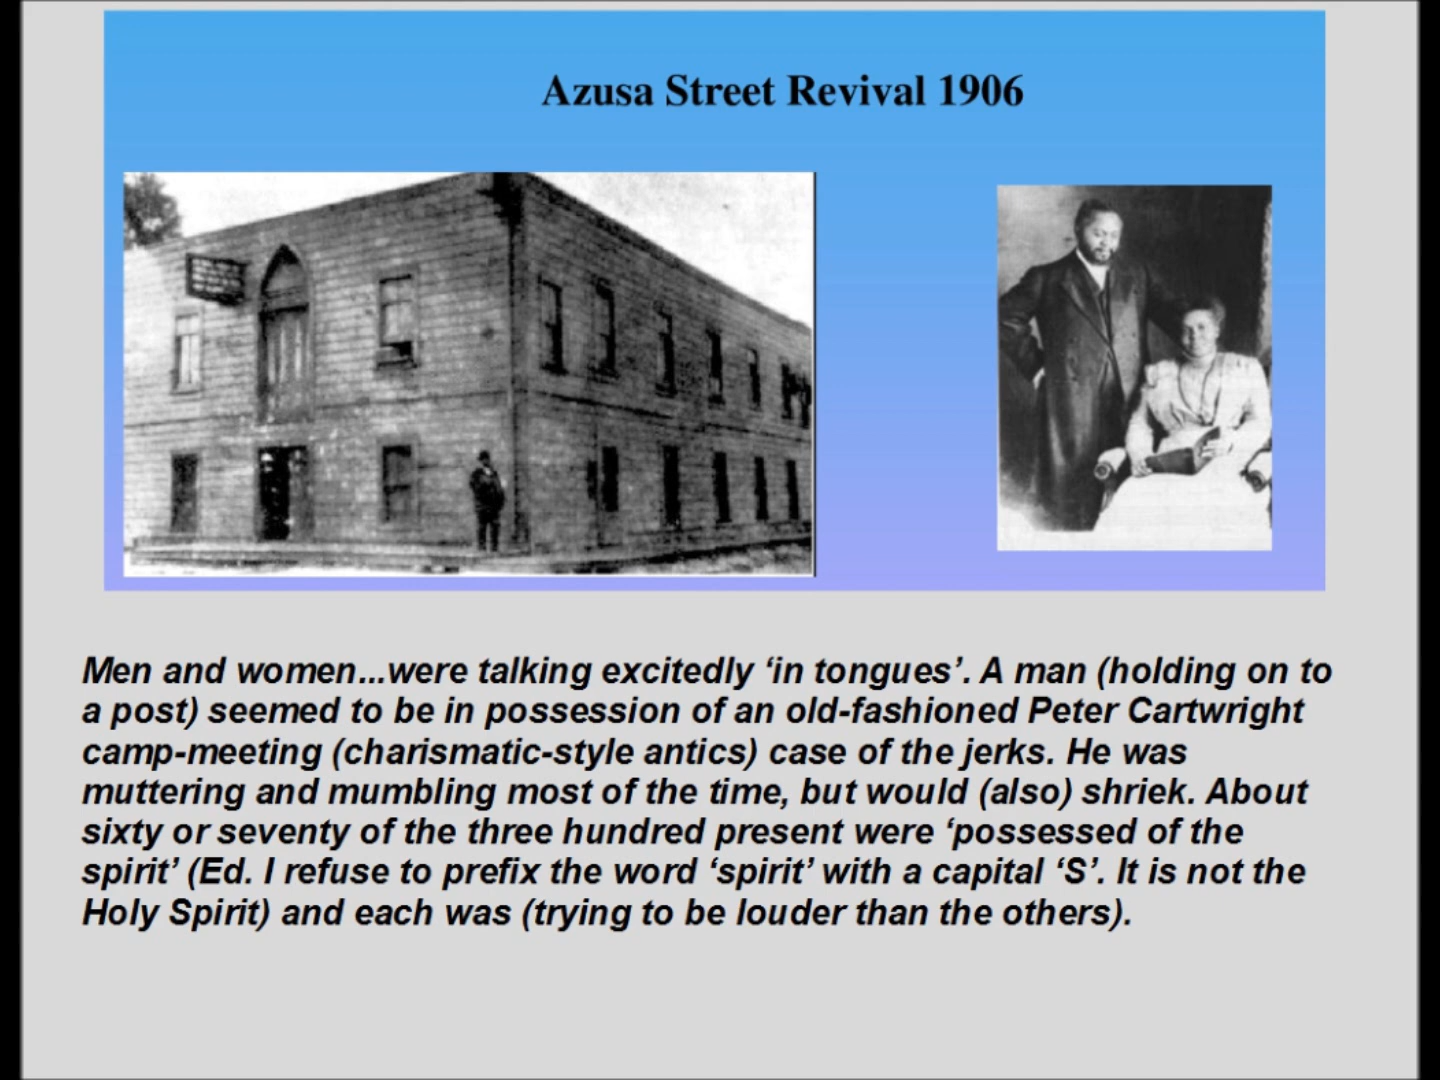 Azusa Street Revival 1906
Men and women...were talking excitedly ‘in tongues’. A man (holding on to
a post) seemed to be in possession of an old-fashioned Peter Cartwright
camp-meeting (charismatic-style antics) case of the jerks. He was
muttering and mumbling most of the time, but would (also) shriek. About
sixty or seventy of the three hundred present were ‘possessed of the
spirit’ (Ed. I refuse to prefix the word ‘spirit’ with a capital ‘S’. It is not the
Holy Spirit) and each was (trying to be louder than the others).